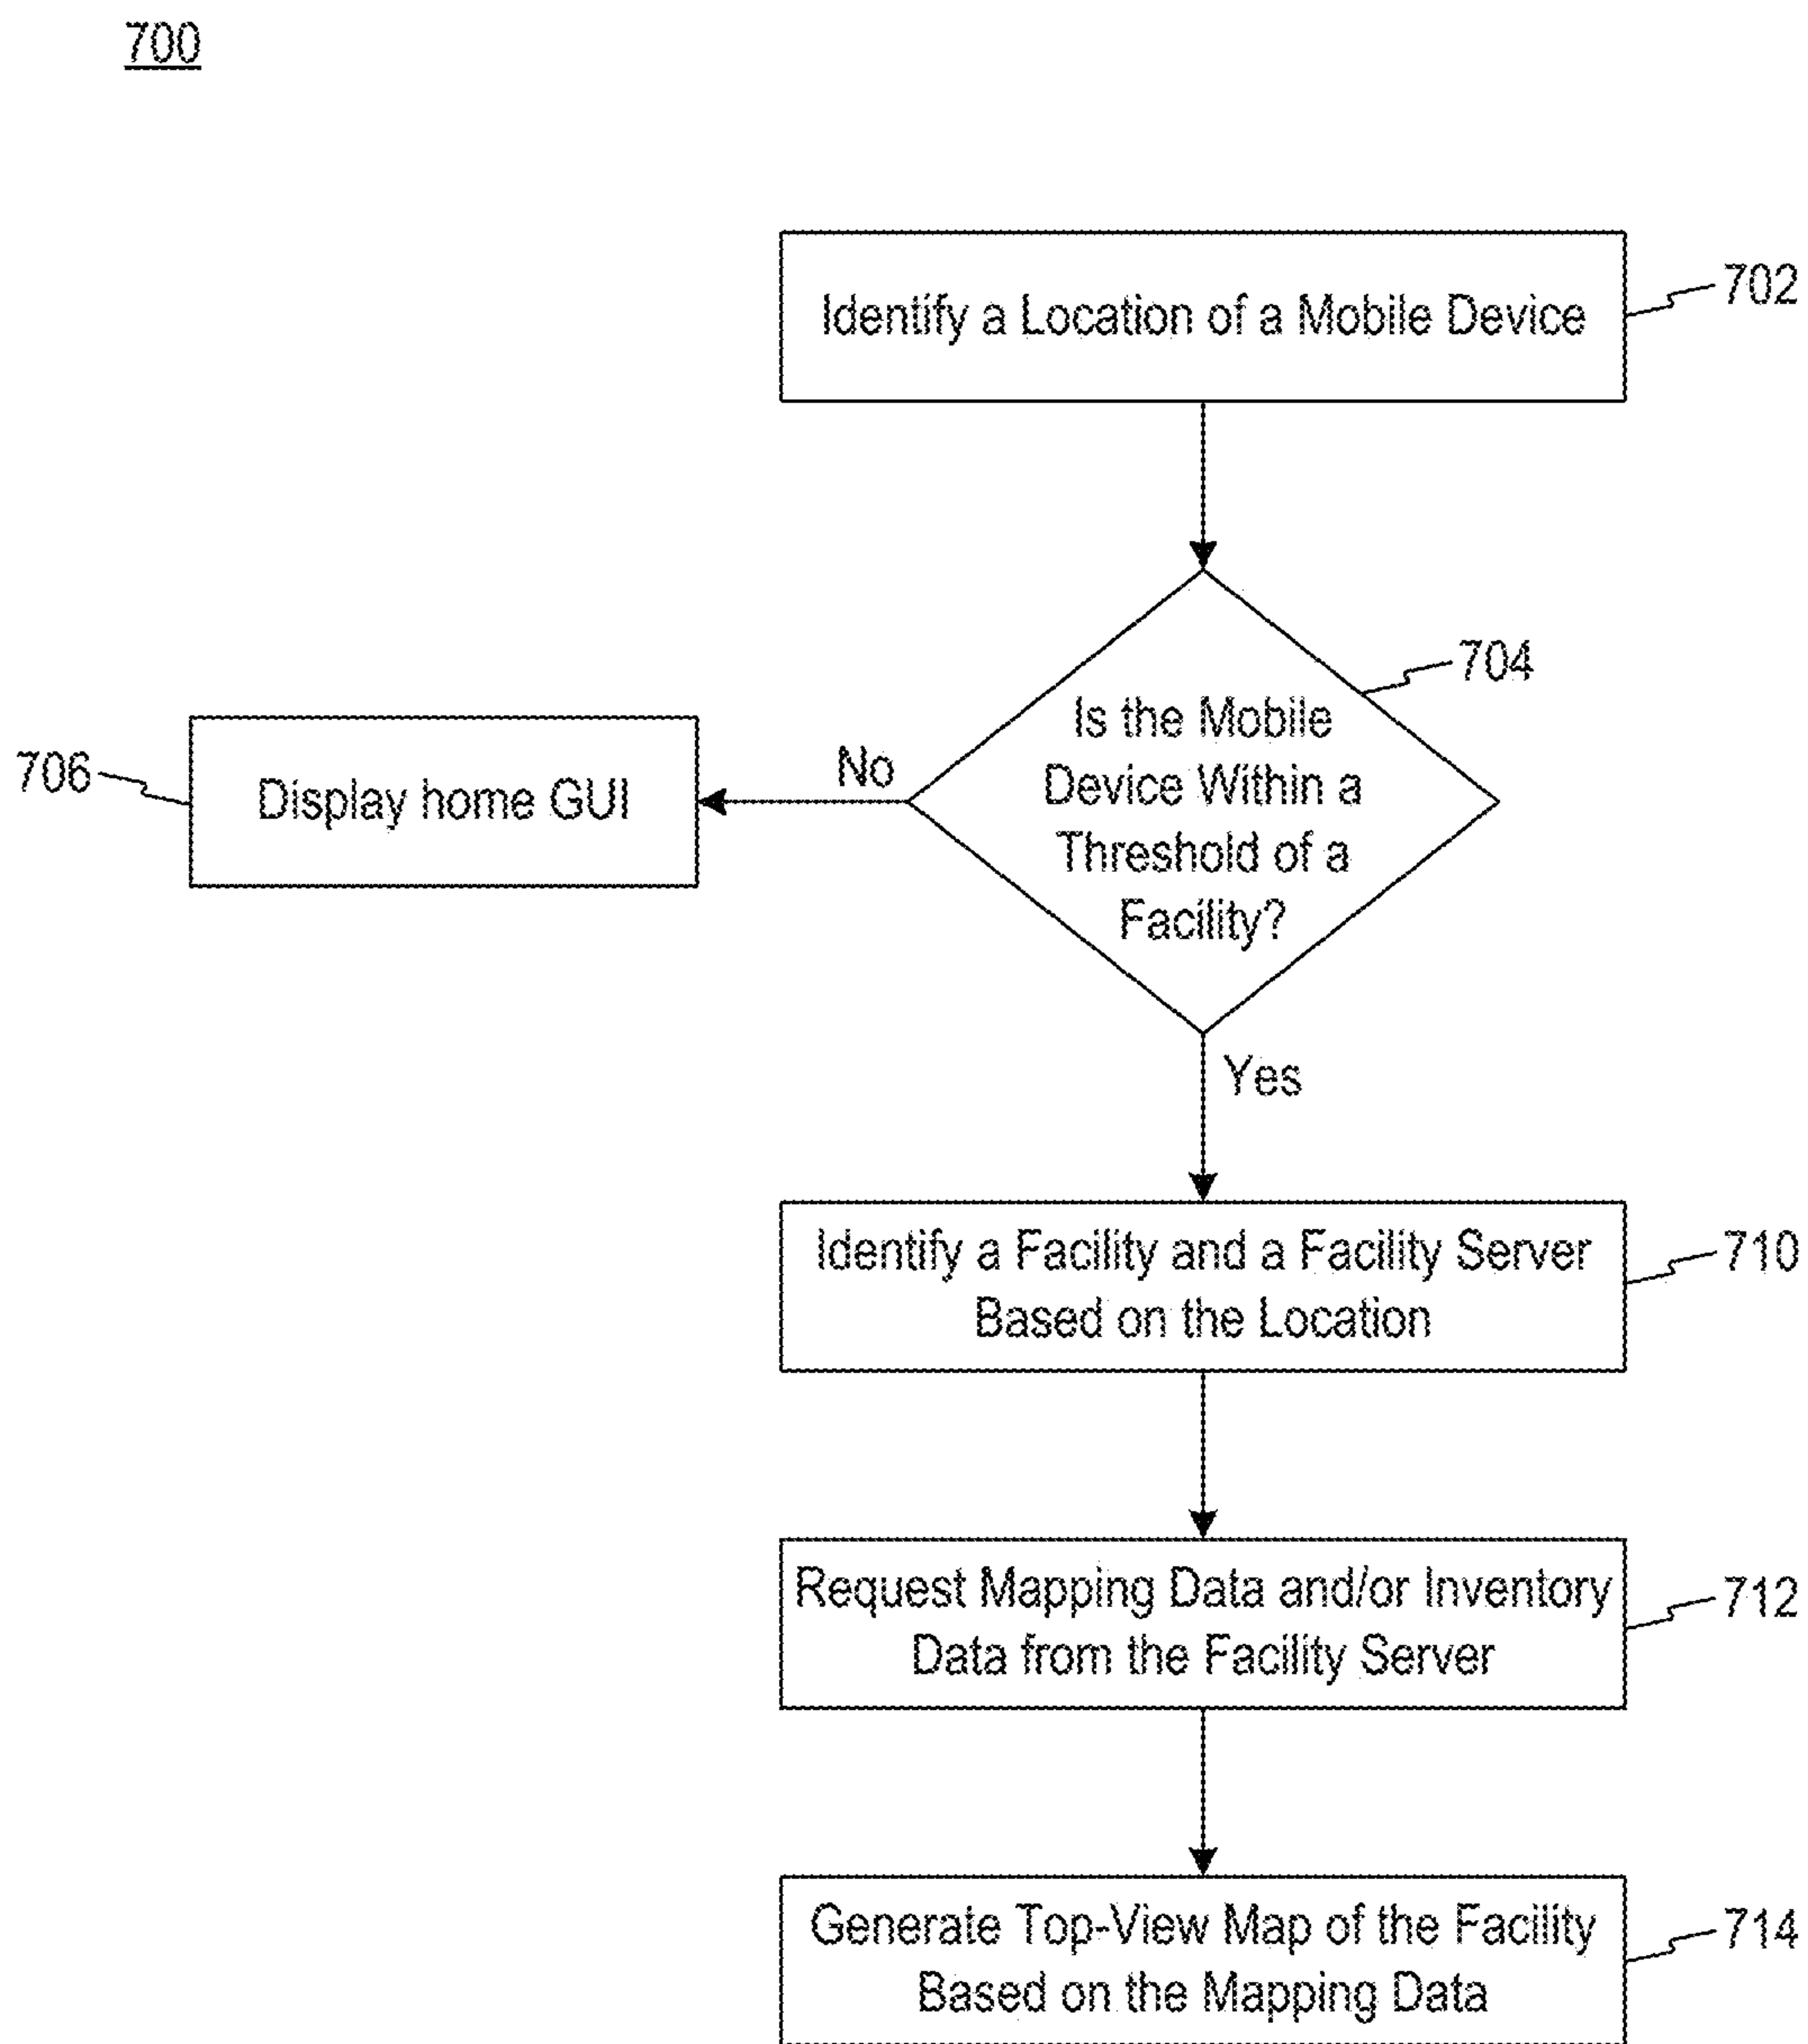 700
Identify a Location of a Mobile Device
702
704
Is the Mobile
Device Within a
Threshold of a
Facility?
No
706
Display home GUI
Yes
Identify a Facility and a Facility Server
Based on the Location
710
Request Mapping Data and/or Inventory
Data from the Facility Server
712
Generate Top-View Map of the Facility
Based on the Mapping Data
714